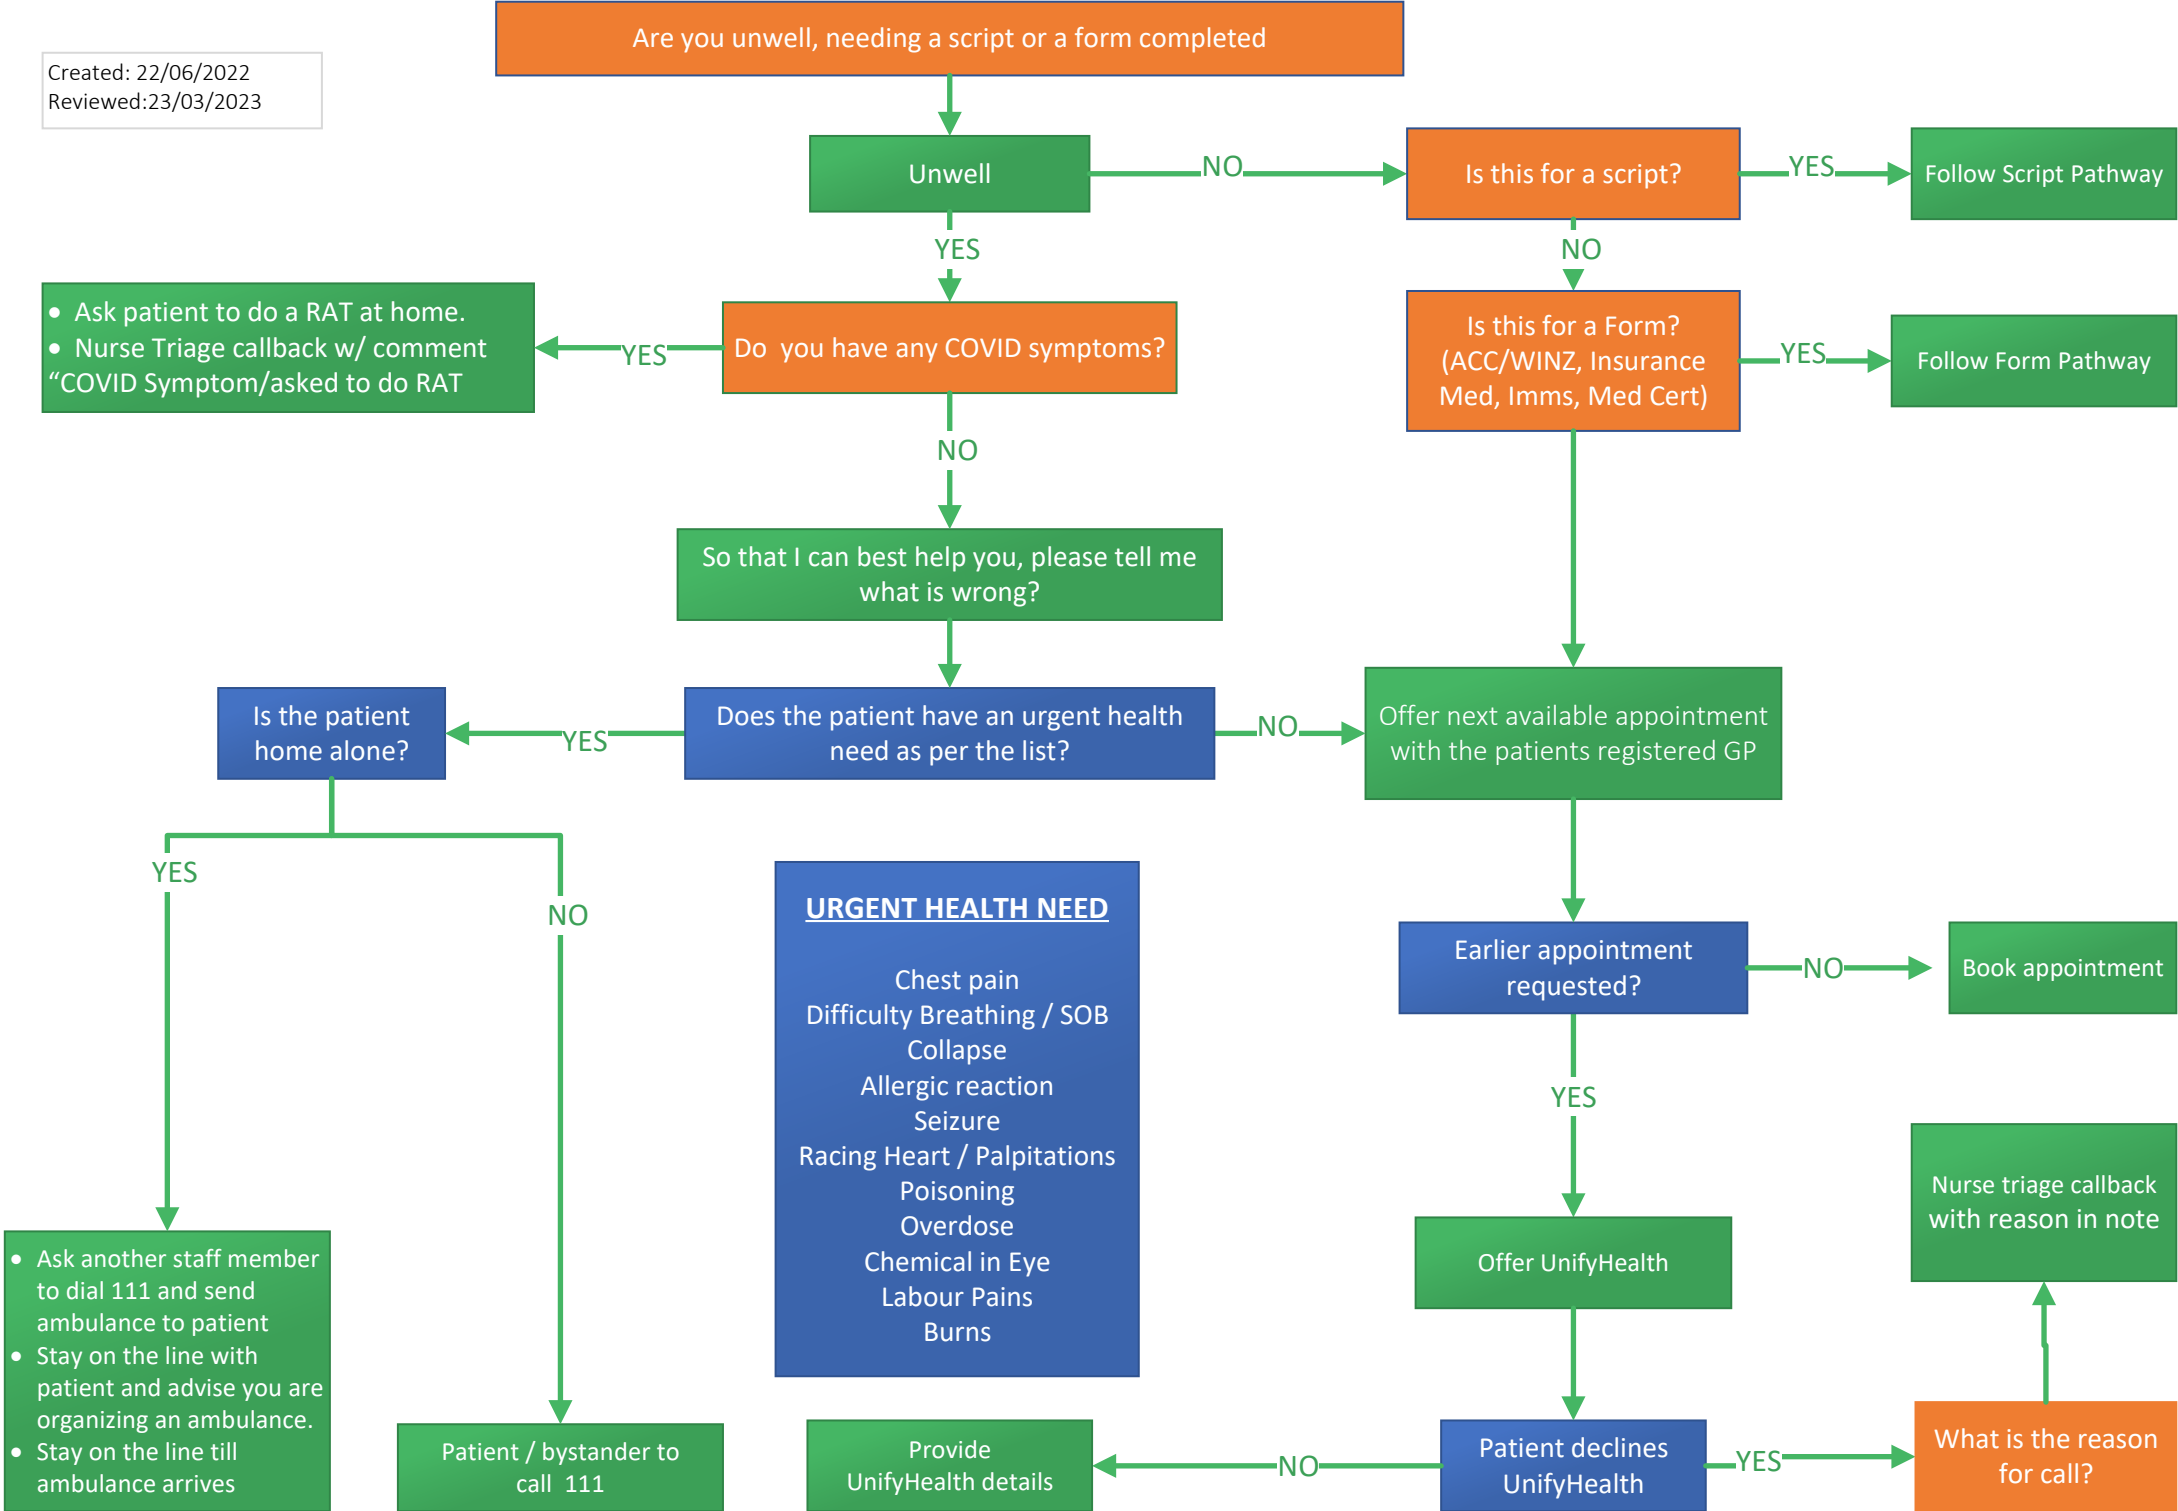 Are you unwell, needing a script or a form completed
Created: 22/06/2022
Reviewed:23/03/2023
Unwell
NO
Is this for a script?
YES
Follow Script Pathway
YES
NO
• Ask patient to do a RAT at home.
• Nurse Triage callback w/ comment
“COVID Symptom/asked to do RAT
YES
Do  you have any COVID symptoms?
Is this for a Form?
(ACC/WINZ, Insurance
Med, Imms, Med Cert)
YES
Follow Form Pathway
NO
So that I can best help you, please tell me
what is wrong?
Is the patient
home alone?
YES
Does the patient have an urgent health
need as per the list?
NO
Offer next available appointment
with the patients registered GP
YES
NO
URGENT HEALTH NEED
Chest pain
Difficulty Breathing / SOB
Collapse
Allergic reaction
Seizure
Racing Heart / Palpitations
Poisoning
Overdose
Chemical in Eye
Labour Pains
Burns
Earlier appointment
requested?
NO
Book appointment
YES
Nurse triage callback
with reason in note
Offer UnifyHealth
• Ask another staff member
to dial 111 and send
ambulance to patient
• Stay on the line with
patient and advise you are
organizing an ambulance.
• Stay on the line till
ambulance arrives
Patient / bystander to
call  111
Provide
UnifyHealth details
NO
Patient declines
UnifyHealth
YES
What is the reason
for call?